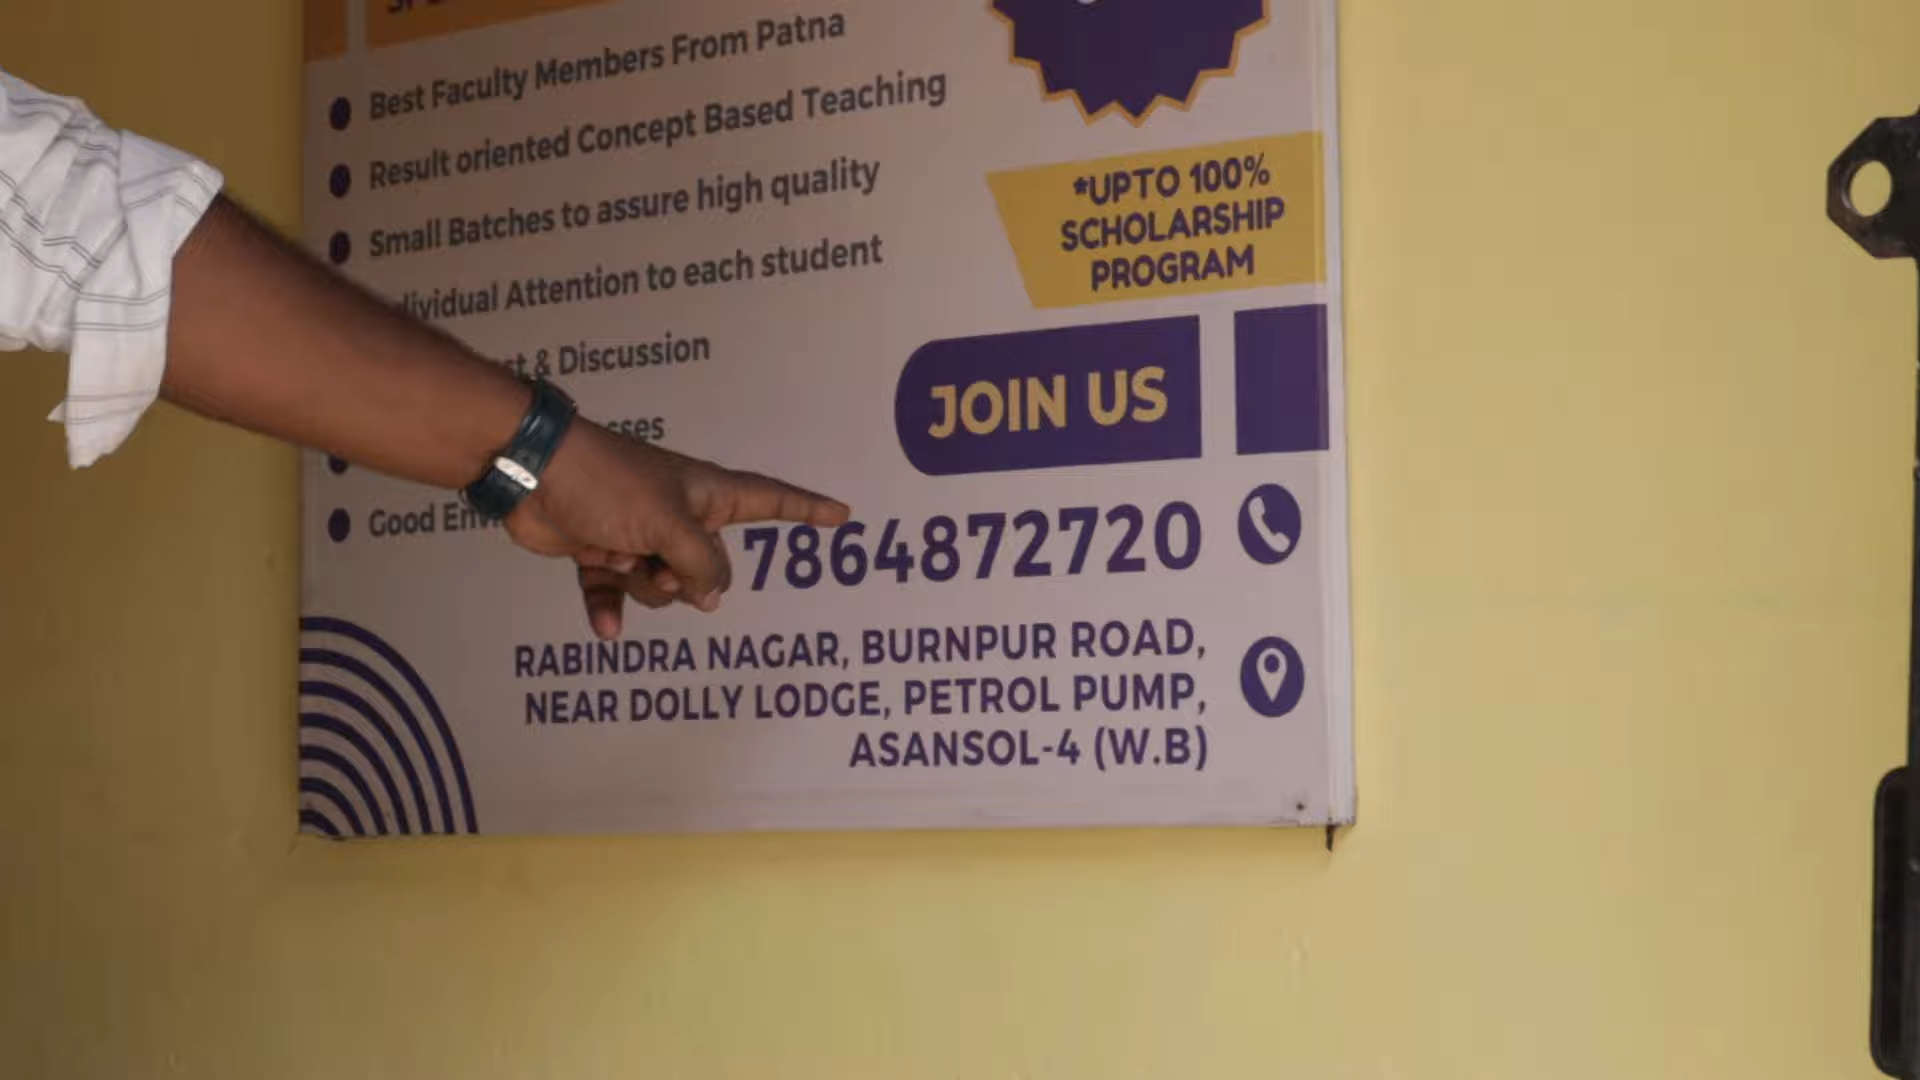 Best Faculty Members From Patna
Result oriented Concept Based Teaching
Small Batches to assure high quality
Attention to each student
& Discussion
Good
*UPTO 100%
SCHOLARSHIP
PROGRAM
JOIN US
7864872720
RABINDRA NAGAR, BURNPUR ROAD,
NEAR DOLLY LODGE, PETROL PUMP,
ASANSOL-4 (W.B)